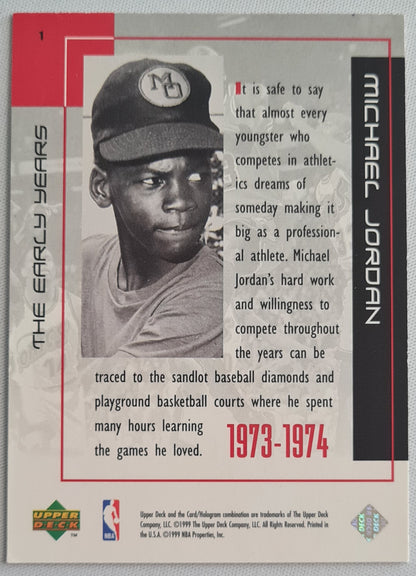 1
THE EARLY YEARS
MICHAEL JORDAN
MO
It is safe to say
that almost every
youngster who
competes in athlet-
ics dreams of
someday making it
big as a profession-
al athlete. Michael
Jordan's hard work
and willingness to
compete throughout
the years can be
traced to the sandlot baseball diamonds and
playground basketball courts where he spent
many hours learning
the games he loved.
1973-1974
UPPER
DECK
TM
NBA
Upper Deck and the Card/Hologram combination are trademarks of The Upper Deck
Company, LLC. ©1999 The Upper Deck Company, LLC. All Rights Reserved. Printed in
the U.S.A. ©1999 NBA Properties, Inc.